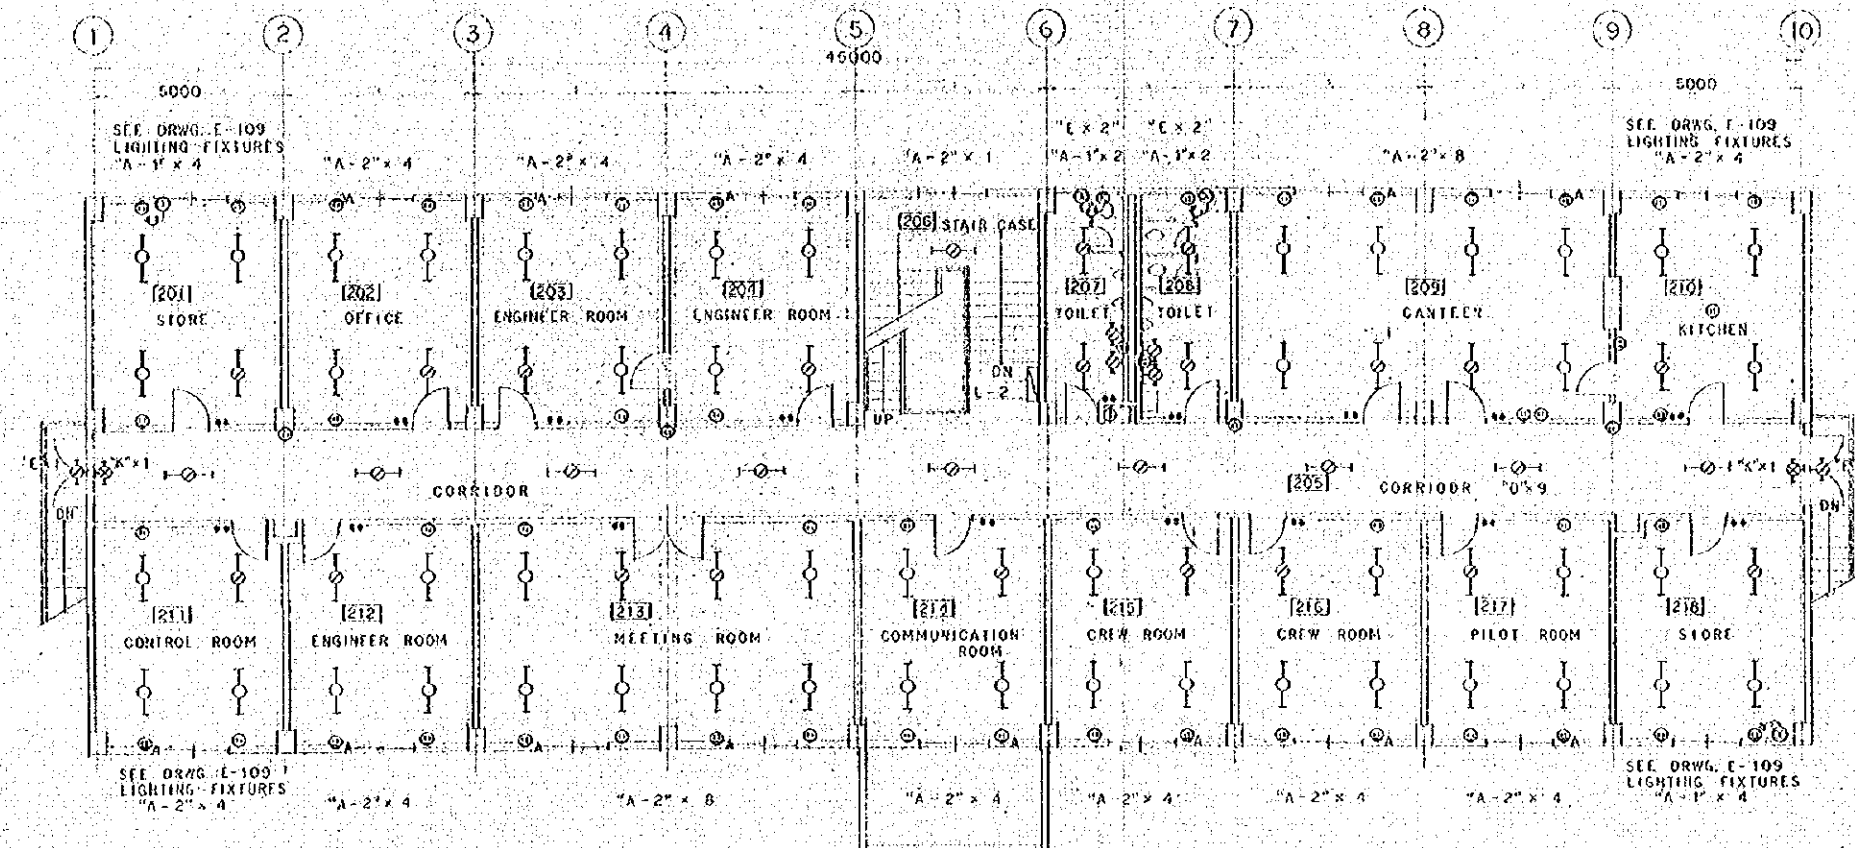 1 2 3 4 5 6 7 8 9 10
45000
5000
5000
SEE DRWG. E-109
LIGHTING FIXTURES
"A-1" x 4
"A-2" x 4
"A-2" x 4
"A-2" x 4
"A-2" x 1
"E x 2"
"A-1" x 2
"E x 2"
"A-1" x 2
"A-2" x 8
SEE DRWG. E-109
LIGHTING FIXTURES
"A-2" x 4
[201]
STORE
[202]
OFFICE
[203]
ENGINEER ROOM
[204]
ENGINEER ROOM
[206] STAIR CASE
DN
L-2
UP
[207]
TOILET
[208]
TOILET
[209]
CANTEEN
[210]
KITCHEN
"K" x 1
DN
CORRIDOR
[205]
CORRIDOR "D" x 9
"K" x 1
DN
[211]
CONTROL ROOM
[212]
ENGINEER ROOM
[213]
MEETING ROOM
[214]
COMMUNICATION
ROOM
[215]
CREW ROOM
[216]
CREW ROOM
[217]
PILOT ROOM
[218]
STORE
SEE DRWG. E-109
LIGHTING FIXTURES
"A-2" x 4
"A-2" x 4
"A-2" x 8
"A-2" x 4
"A-2" x 4
"A-2" x 4
"A-2" x 4
SEE DRWG. E-109
LIGHTING FIXTURES
"A-1" x 4